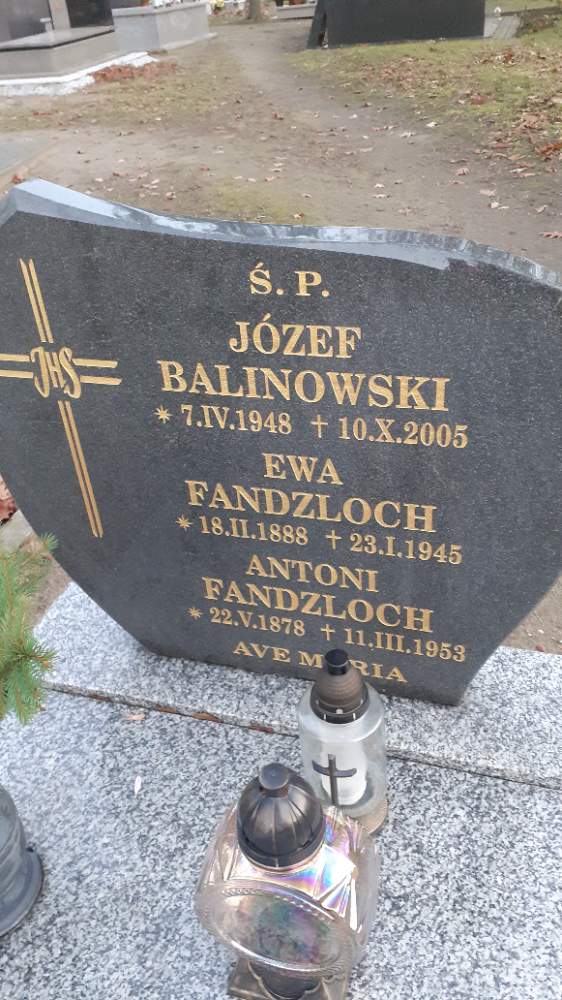 Ś. P.
JHS
JÓZEF
BALINOWSKI
* 7.IV.1948 † 10.X.2005
EWA
FANDZLOCH
* 18.II.1888 † 23.I.1945
ANTONI
FANDZLOCH
* 22.V.1878 † 11.III.1953
AVE MARIA